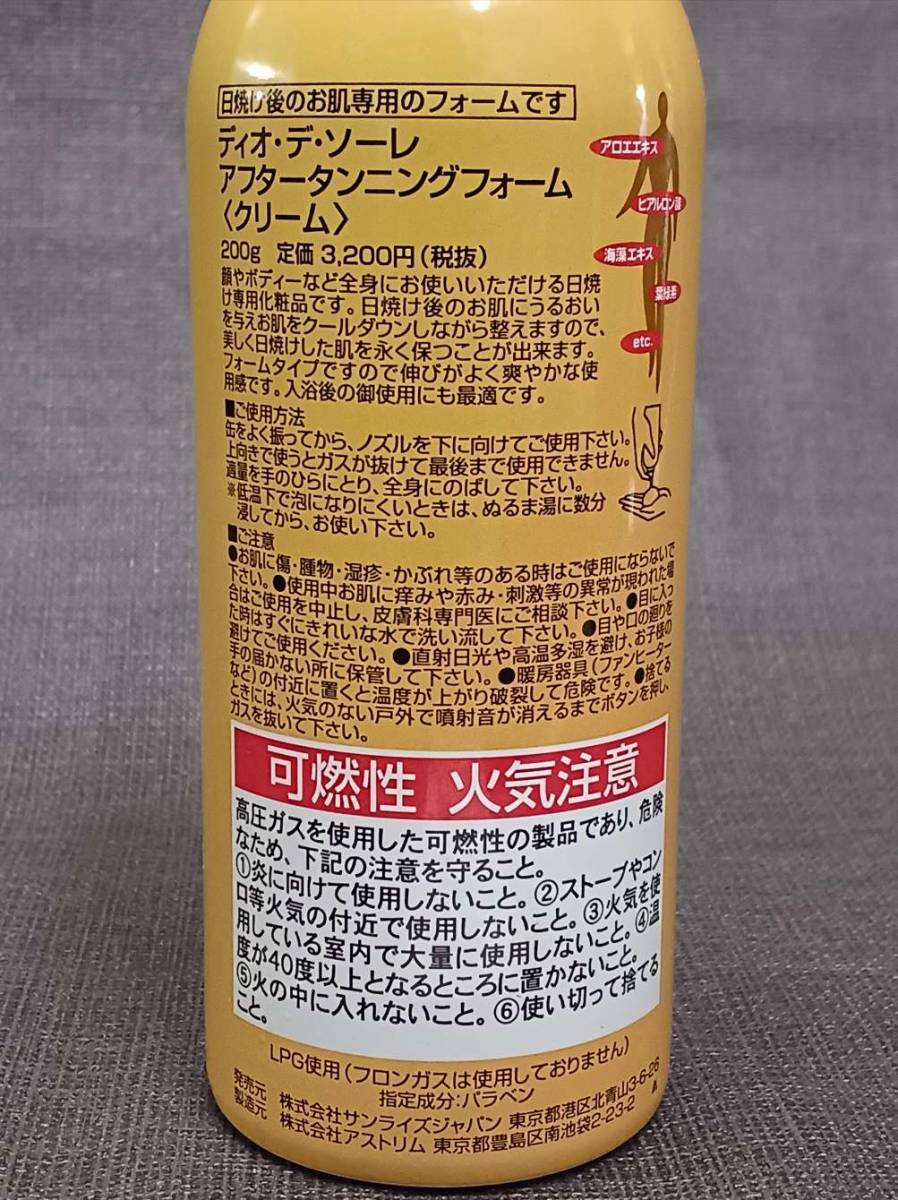 日焼け後のお肌専用のフォームです
ディオ・デ・ソーレ
アフタータンニングフォーム
〈クリーム〉
200g 定価 3,200円(税抜)
アロエエキス
ヒアルロン酸
海藻エキス
葉緑素
etc.
顔やボディーなど全身にお使いいただける日焼
け専用化粧品です。日焼け後のお肌にうるおい
を与えお肌をクールダウンしながら整えますので、
美しく日焼けした肌を永く保つことが出来ます。
フォームタイプですので伸びがよく爽やかな使
用感です。入浴後の御使用にも最適です。
■ご使用方法
缶をよく振ってから、ノズルを下に向けてご使用下さい。
上向きで使うとガスが抜けて最後まで使用できません。
適量を手のひらにとり、全身にのばして下さい。
※低温下で泡になりにくいときは、ぬるま湯に数分
浸してから、お使い下さい。
■ご注意
●お肌に傷・腫物・湿疹・かぶれ等のある時はご使用にならないで
下さい。●使用中お肌に痒みや赤み・刺激等の異常が現われた場
合はご使用を中止し、皮膚科専門医にご相談下さい。●目に入っ
た時はすぐにきれいな水で洗い流して下さい。●目や口の廻りを
避けてご使用ください。●直射日光や高温多湿を避け、お子様の
手の届かない所に保管して下さい。●暖房器具(ファンヒーター
など)の付近に置くと温度が上がり破裂して危険です。●捨てる
ときには、火気のない戸外で噴射音が消えるまでボタンを押し、
ガスを抜いて下さい。
可燃性 火気注意
高圧ガスを使用した可燃性の製品であり、危険
なため、下記の注意を守ること。
①炎に向けて使用しないこと。②ストーブやコン
ロ等火気の付近で使用しないこと。③火気を使
用している室内で大量に使用しないこと。④温
度が40度以上となるところに置かないこと。
⑤火の中に入れないこと。⑥使い切って捨てる
こと。
LPG使用(フロンガスは使用しておりません)
指定成分:パラベン
発売元 株式会社サンライズジャパン 東京都港区北青山3-6-26
製造元 株式会社アストリム 東京都豊島区南池袋2-23-2 A